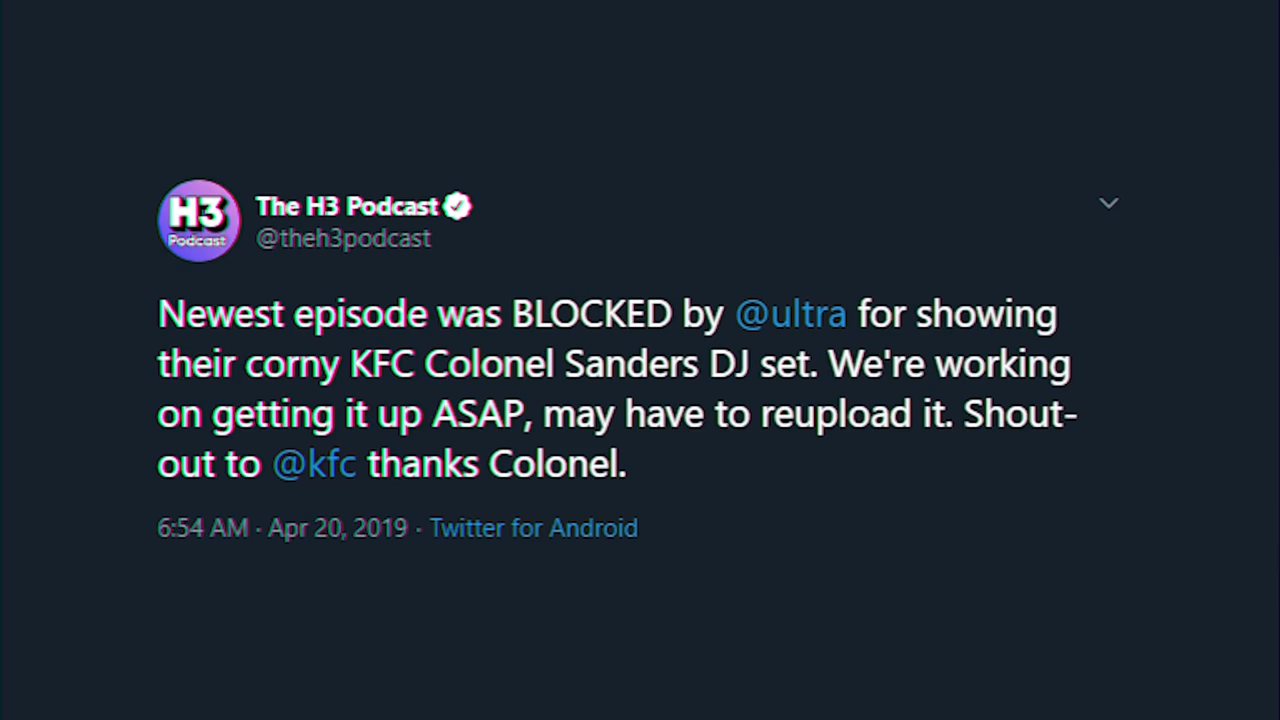 H3
Podcast
The H3 Podcast
@theh3podcast
Newest episode was BLOCKED by @ultra for showing
their corny KFC Colonel Sanders DJ set. We're working
on getting it up ASAP, may have to reupload it. Shout-
out to @kfc thanks Colonel.
6:54 AM · Apr 20, 2019 · Twitter for Android